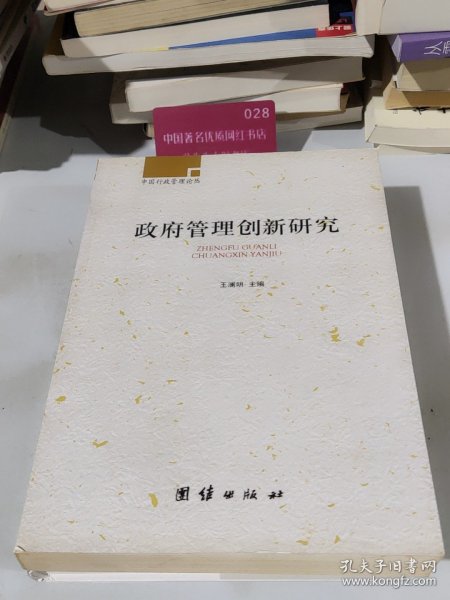 028
中国著名优质网红书店
中国行政管理论丛
政府管理创新研究
ZHENGFU GUANLI
CHUANGXIN YANJIU
王澜明 主编
团结出版社
孔夫子旧书网
www.kongfz.com